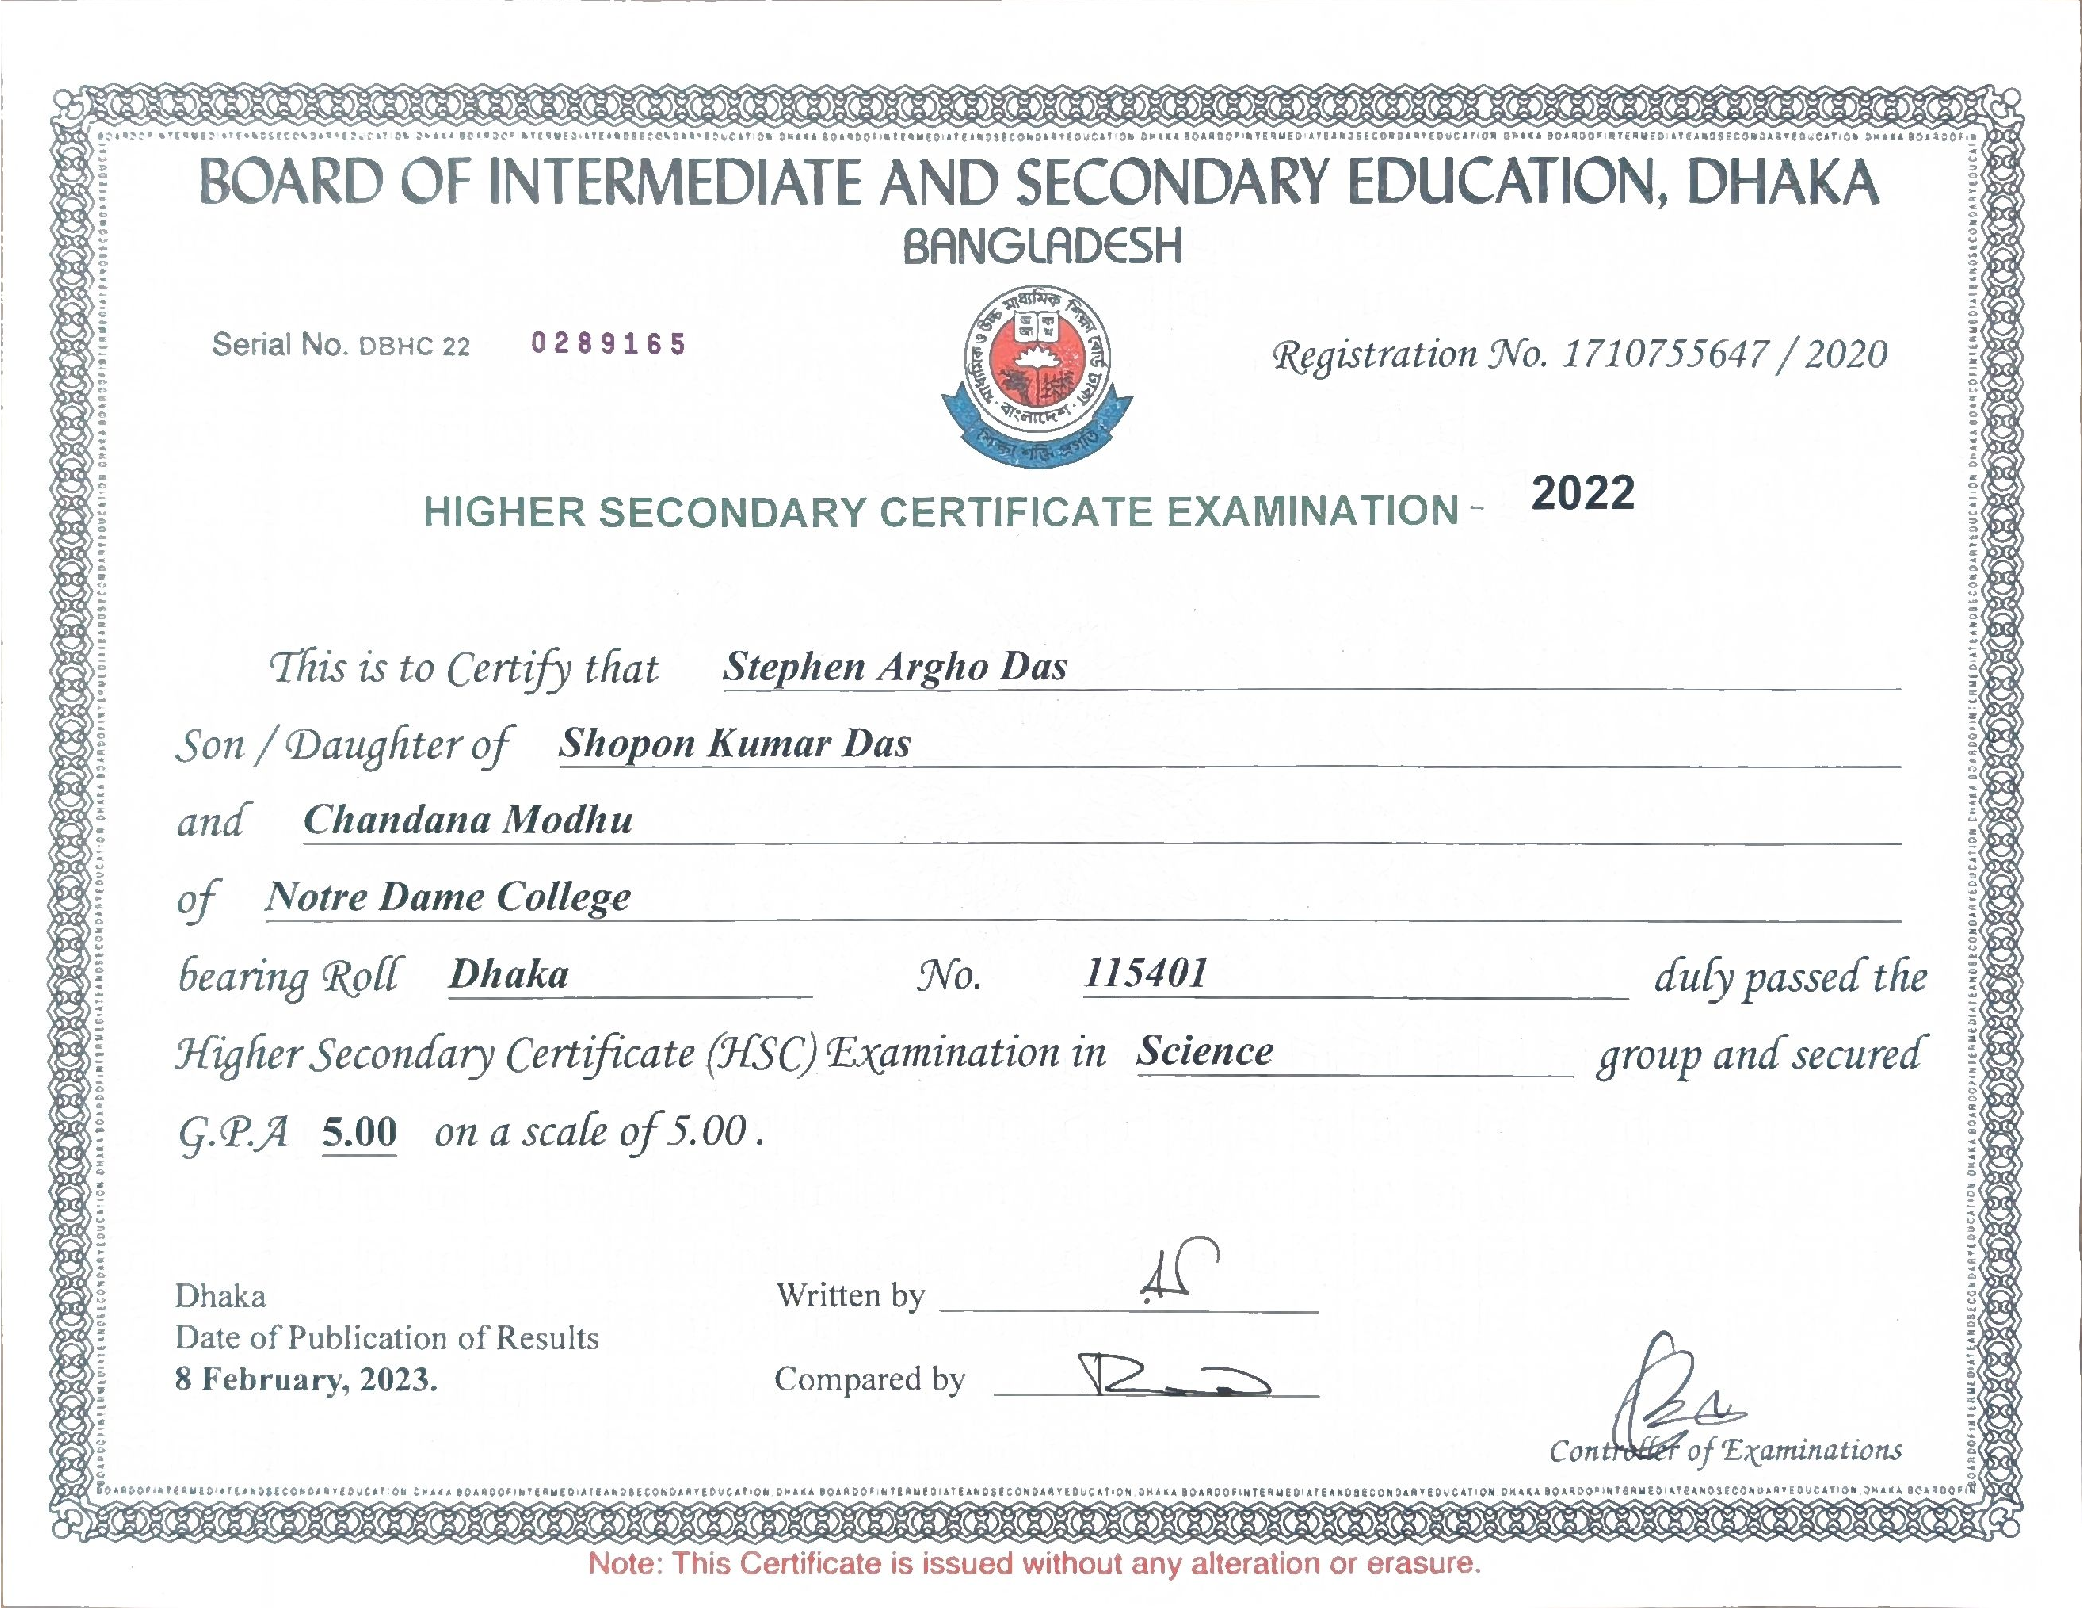 BOARD OF INTERMEDIATE AND SECONDARY EDUCATION, DHAKA
BANGLADESH
Serial No. DBHC 22 0289165
মাধ্যমিক ও উচ্চ মাধ্যমিক শিক্ষা বোর্ড ঢাকা
বাংলাদেশ
Registration No. 1710755647 / 2020
HIGHER SECONDARY CERTIFICATE EXAMINATION - 2022
This is to Certify that Stephen Argho Das
Son / Daughter of Shopon Kumar Das
and Chandana Modhu
of Notre Dame College
bearing Roll Dhaka No. 115401 duly passed the
Higher Secondary Certificate (HSC) Examination in Science group and secured
G.P.A 5.00 on a scale of 5.00 .
Dhaka
Written by
Date of Publication of Results
8 February, 2023.
Compared by
Controller of Examinations
Note: This Certificate is issued without any alteration or erasure.